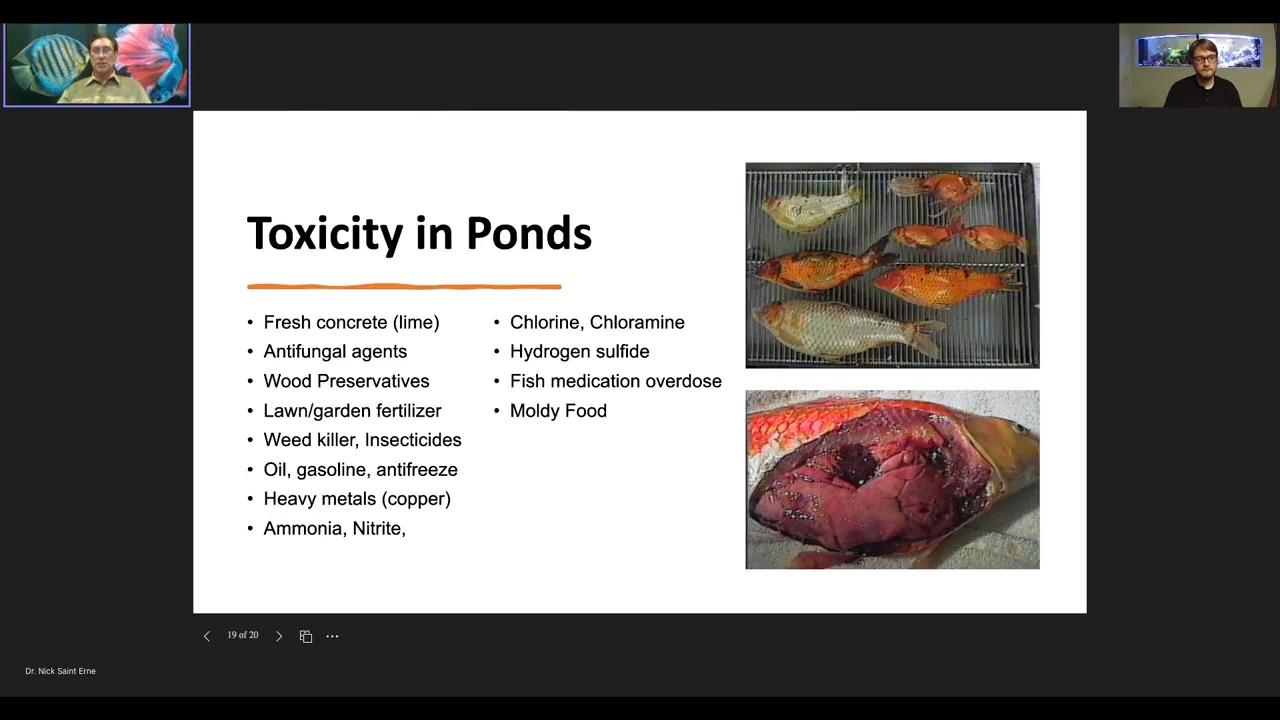 Toxicity in Ponds
• Fresh concrete (lime)
• Antifungal agents
• Wood Preservatives
• Lawn/garden fertilizer
• Weed killer, Insecticides
• Oil, gasoline, antifreeze
• Heavy metals (copper)
• Ammonia, Nitrite,
• Chlorine, Chloramine
• Hydrogen sulfide
• Fish medication overdose
• Moldy Food
19 of 20
Dr. Nick Saint Erne